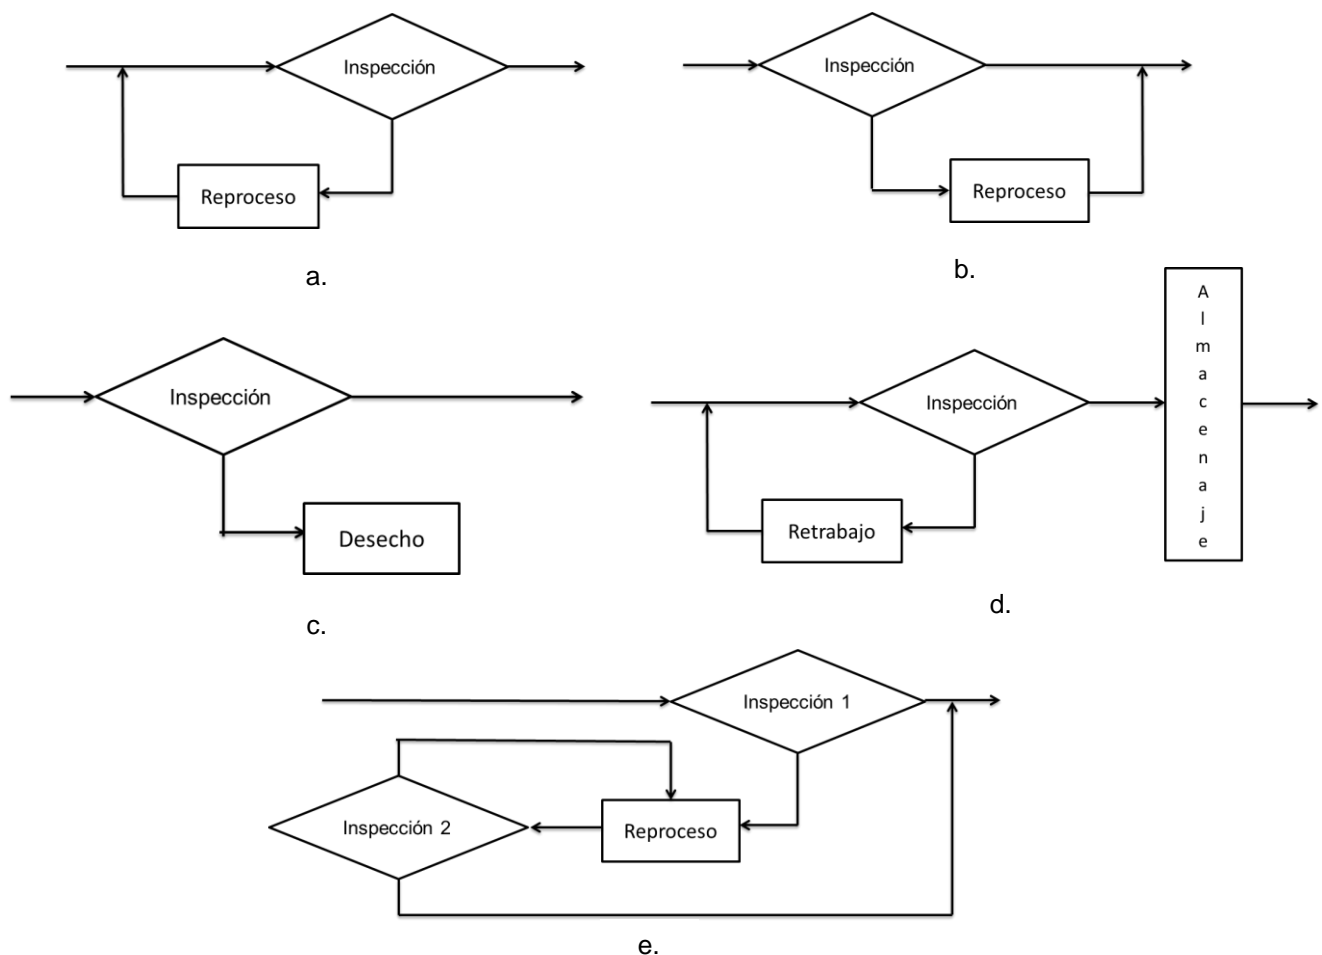 Inspección
Reproceso
a.
Inspección
Reproceso
b.
Inspección
Desecho
c.
Inspección
Retrabajo
A
l
m
a
c
e
n
a
j
e
d.
Inspección 1
Inspección 2
Reproceso
e.